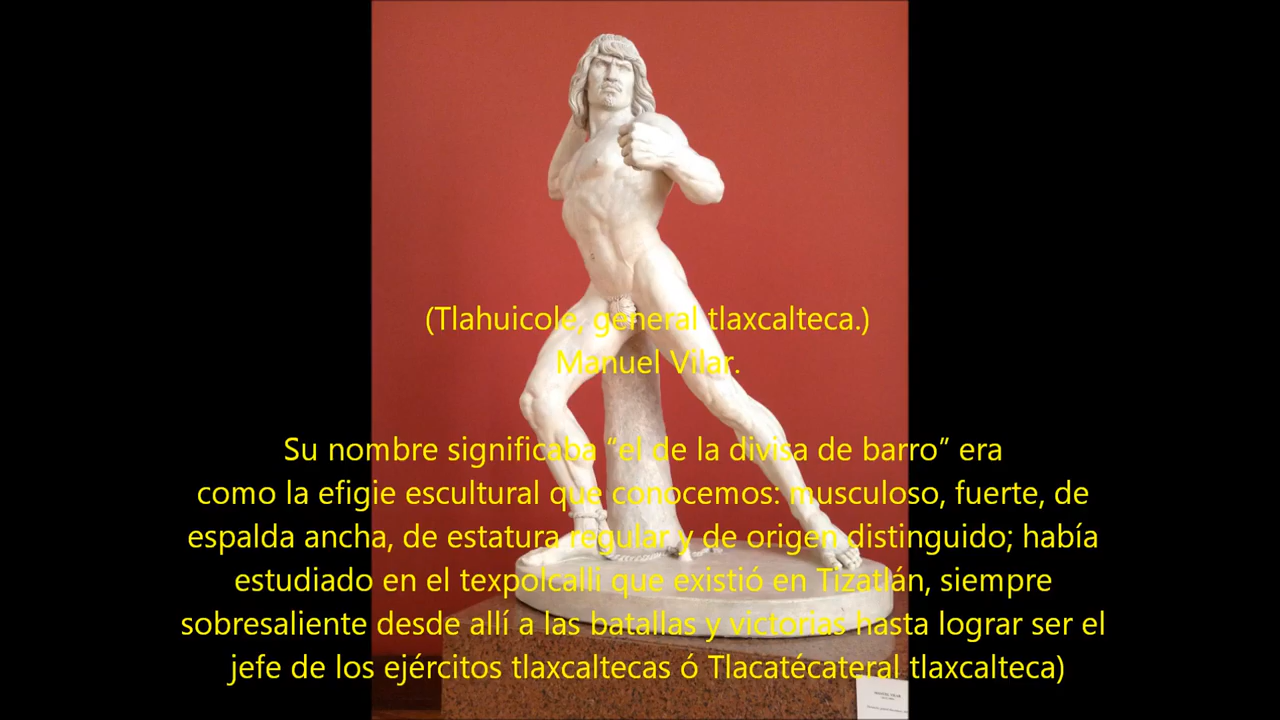 (Tlahuicole, general tlaxcalteca.)
Manuel Vilar.
Su nombre significaba “el de la divisa de barro” era
como la efigie escultural que conocemos: musculoso, fuerte, de
espalda ancha, de estatura regular y de origen distinguido; había
estudiado en el texpolcalli que existió en Tizatlán, siempre
sobresaliente desde allí a las batallas y victorias hasta lograr ser el
jefe de los ejércitos tlaxcaltecas ó Tlacatécateral tlaxcalteca)
MANUEL VILAR